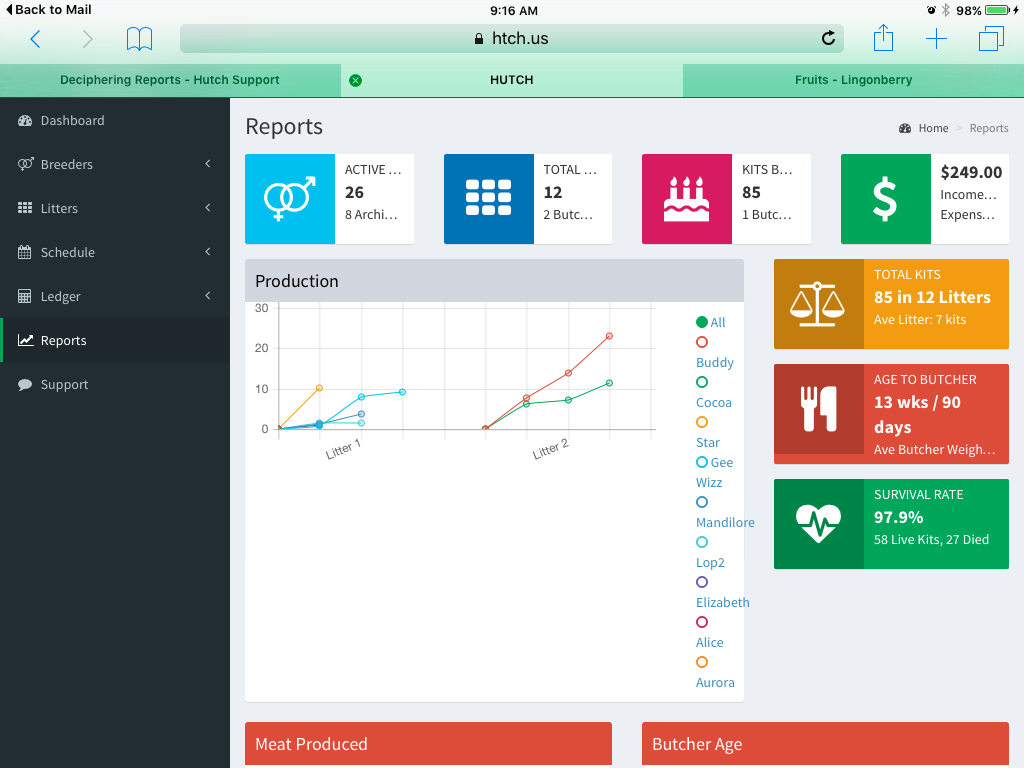 Back to Mail
9:16 AM
98%
htch.us
Deciphering Reports - Hutch Support
HUTCH
Fruits - Lingonberry
Dashboard
Breeders
Litters
Schedule
Ledger
Reports
Support
Reports
Home > Reports
ACTIVE ...
26
8 Archi...
TOTAL ...
12
2 Butc...
KITS B...
85
1 Butc...
$
$249.00
Income...
Expens...
Production
30
20
10
0
Litter 1
Litter 2
All
Buddy
Cocoa
Star
Gee
Wizz
Mandilore
Lop2
Elizabeth
Alice
Aurora
TOTAL KITS
85 in 12 Litters
Ave Litter: 7 kits
AGE TO BUTCHER
13 wks / 90
days
Ave Butcher Weigh...
SURVIVAL RATE
97.9%
58 Live Kits, 27 Died
Meat Produced
Butcher Age